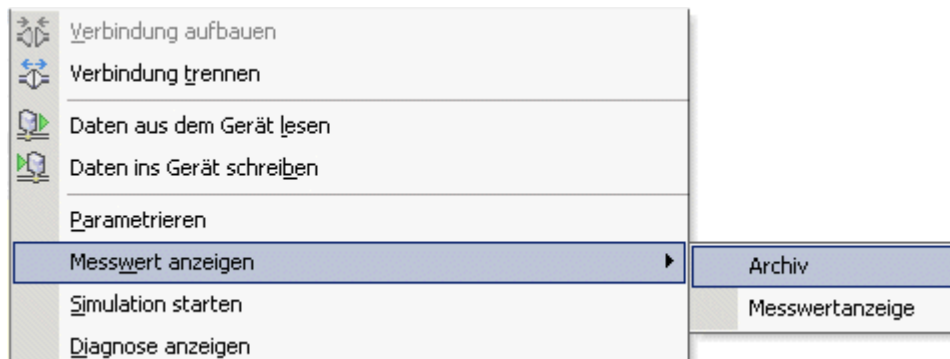 Verbindung aufbauen
Verbindung trennen
Daten aus dem Gerät lesen
Daten ins Gerät schreiben
Parametrieren
Messwert anzeigen
Archiv
Simulation starten
Messwertanzeige
Diagnose anzeigen